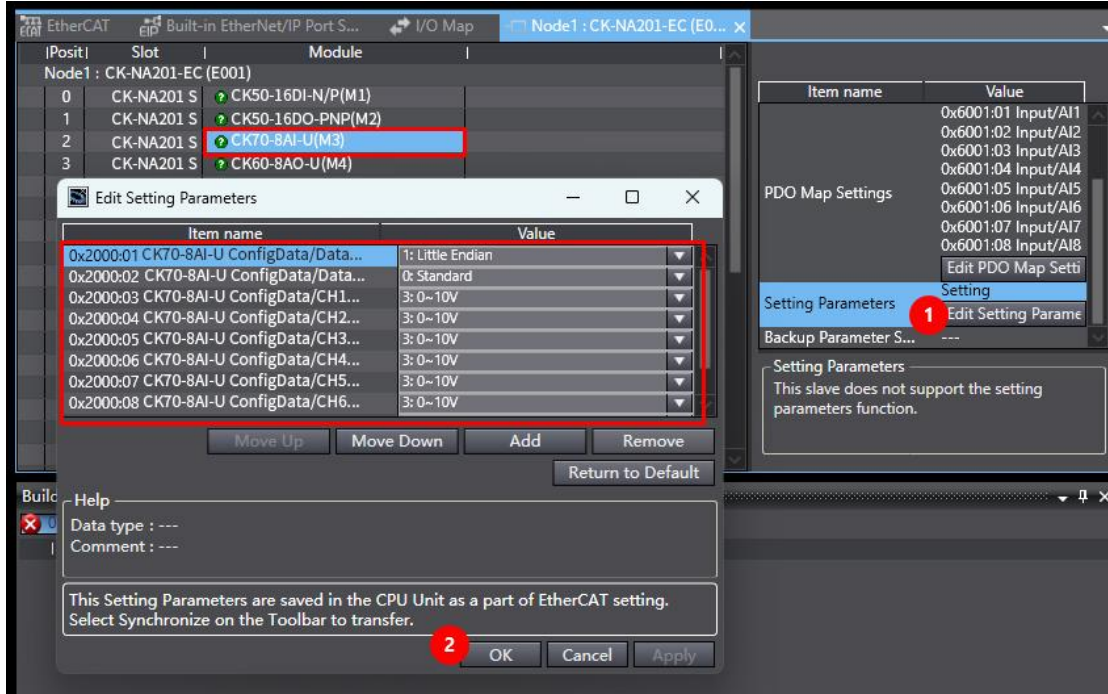 EtherCAT Built-in EtherNet/IP Port S... I/O Map Node1 : CK-NA201-EC (E0...
Posit Slot Module
Node1 : CK-NA201-EC (E001)
0 CK-NA201 S CK50-16DI-N/P(M1)
1 CK-NA201 S CK50-16DO-PNP(M2)
2 CK-NA201 S CK70-8AI-U(M3)
3 CK-NA201 S CK60-8AO-U(M4)
Edit Setting Parameters
Item name Value
0x2000:01 CK70-8AI-U ConfigData/Data... 1: Little Endian
0x2000:02 CK70-8AI-U ConfigData/Data... 0: Standard
0x2000:03 CK70-8AI-U ConfigData/CH1... 3: 0~10V
0x2000:04 CK70-8AI-U ConfigData/CH2... 3: 0~10V
0x2000:05 CK70-8AI-U ConfigData/CH3... 3: 0~10V
0x2000:06 CK70-8AI-U ConfigData/CH4... 3: 0~10V
0x2000:07 CK70-8AI-U ConfigData/CH5... 3: 0~10V
0x2000:08 CK70-8AI-U ConfigData/CH6... 3: 0~10V
Move Up Move Down Add Remove
Return to Default
Help
Data type : ---
Comment : ---
This Setting Parameters are saved in the CPU Unit as a part of EtherCAT setting.
Select Synchronize on the Toolbar to transfer.
2 OK Cancel Apply
Item name Value
0x6001:01 Input/AI1
0x6001:02 Input/AI2
0x6001:03 Input/AI3
0x6001:04 Input/AI4
PDO Map Settings 0x6001:05 Input/AI5
0x6001:06 Input/AI6
0x6001:07 Input/AI7
0x6001:08 Input/AI8
Edit PDO Map Setti
Setting
Setting Parameters 1 Edit Setting Parame
Backup Parameter S... ---
Setting Parameters
This slave does not support the setting
parameters function.